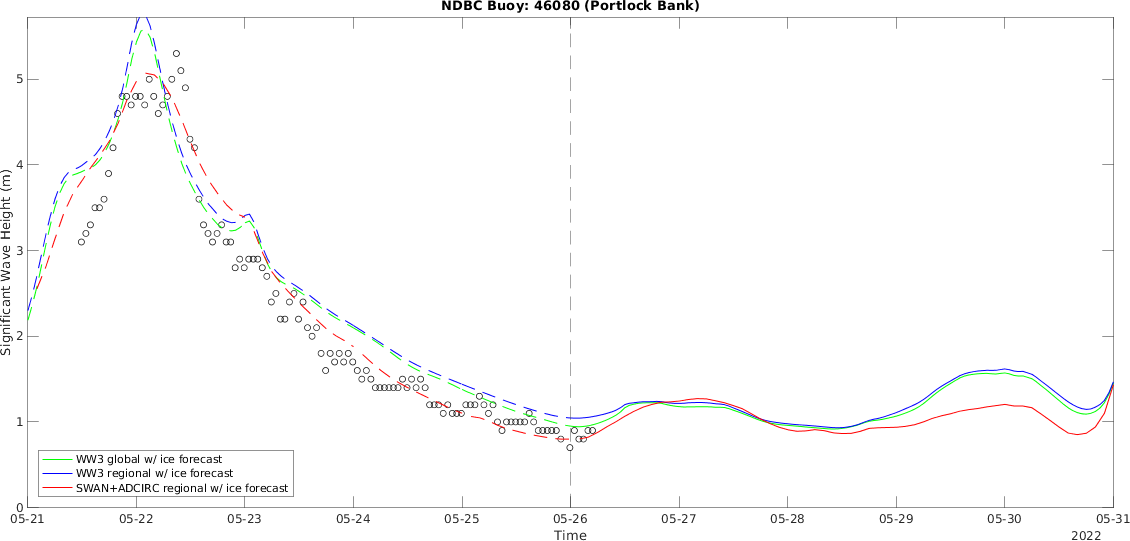 NDBC Buoy: 46080 (Portlock Bank)
Significant Wave Height (m)
5
4
3
2
1
0
WW3 global w/ ice forecast
WW3 regional w/ ice forecast
SWAN+ADCIRC regional w/ ice forecast
05-21 05-22 05-23 05-24 05-25 05-26 05-27 05-28 05-29 05-30 05-31
Time
2022